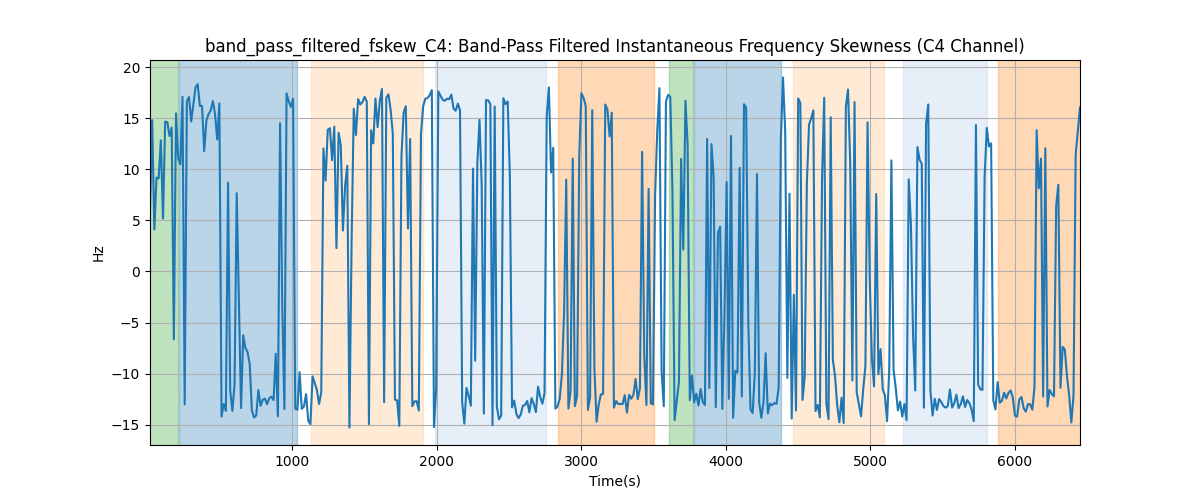 band_pass_filtered_fskew_C4: Band-Pass Filtered Instantaneous Frequency Skewness (C4 Channel)
20
15
10
5
0
−5
−10
−15
Hz
1000 2000 3000 4000 5000 6000
Time(s)